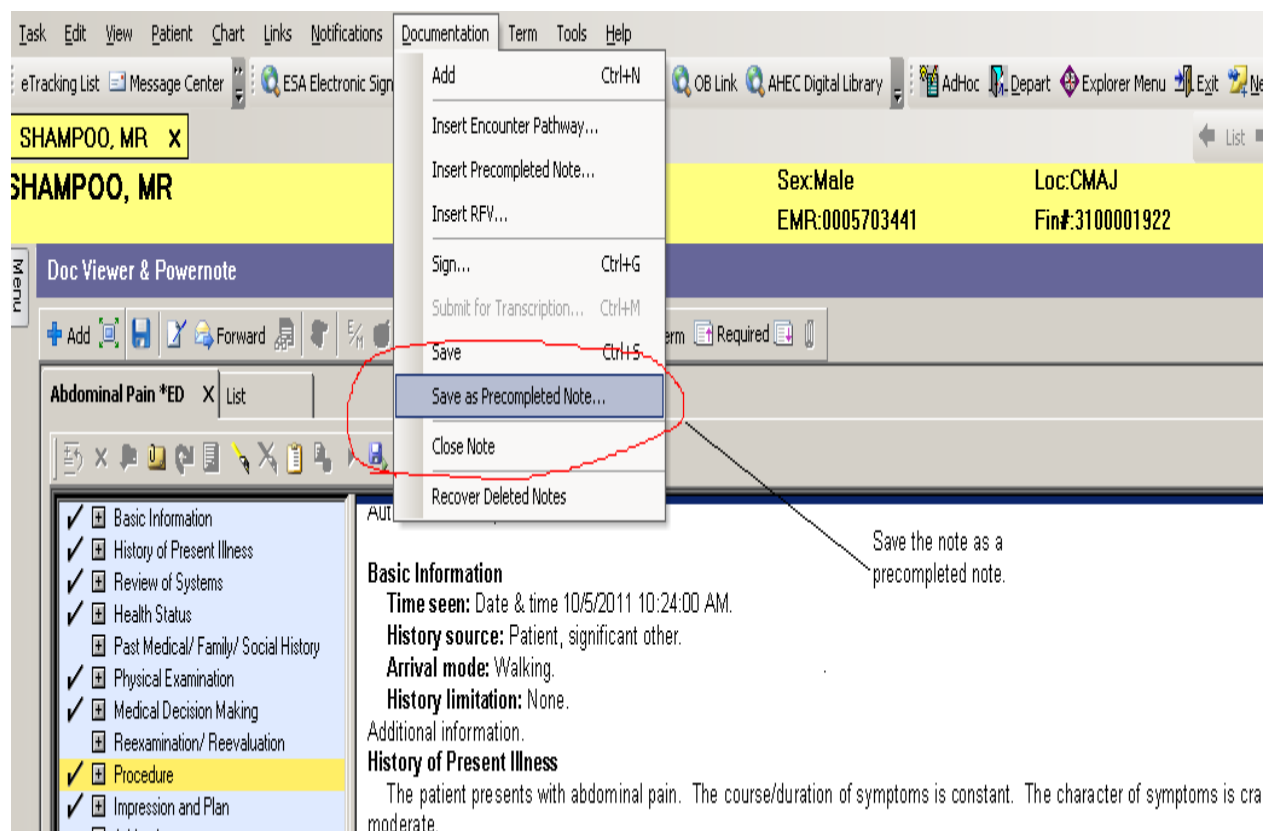 Task Edit View Patient Chart Links Notifications Documentation Term Tools Help
eTracking List Message Center ESA Electronic Sign OB Link AHEC Digital Library AdHoc Depart Explorer Menu Exit
Add Ctrl+N
Insert Encounter Pathway...
Insert Precompleted Note...
Insert RFV...
Sign... Ctrl+G
Submit for Transcription... Ctrl+M
Save Ctrl+S
Save as Precompleted Note...
Close Note
Recover Deleted Notes
SHAMPOO, MR X
List
SHAMPOO, MR Sex:Male Loc:CMAJ
EMR:0005703441 Fin#:3100001922
Menu
Doc Viewer & Powernote
Add Forward E/M Required
Abdominal Pain *ED X List
Save the note as a
precompleted note.
Basic Information
History of Present Illness
Review of Systems
Health Status
Past Medical/ Family/ Social History
Physical Examination
Medical Decision Making
Reexamination/ Reevaluation
Procedure
Impression and Plan
Basic Information
Time seen: Date & time 10/5/2011 10:24:00 AM.
History source: Patient, significant other.
Arrival mode: Walking.
History limitation: None.
Additional information.
History of Present Illness
The patient presents with abdominal pain. The course/duration of symptoms is constant. The character of symptoms is cra
moderate.